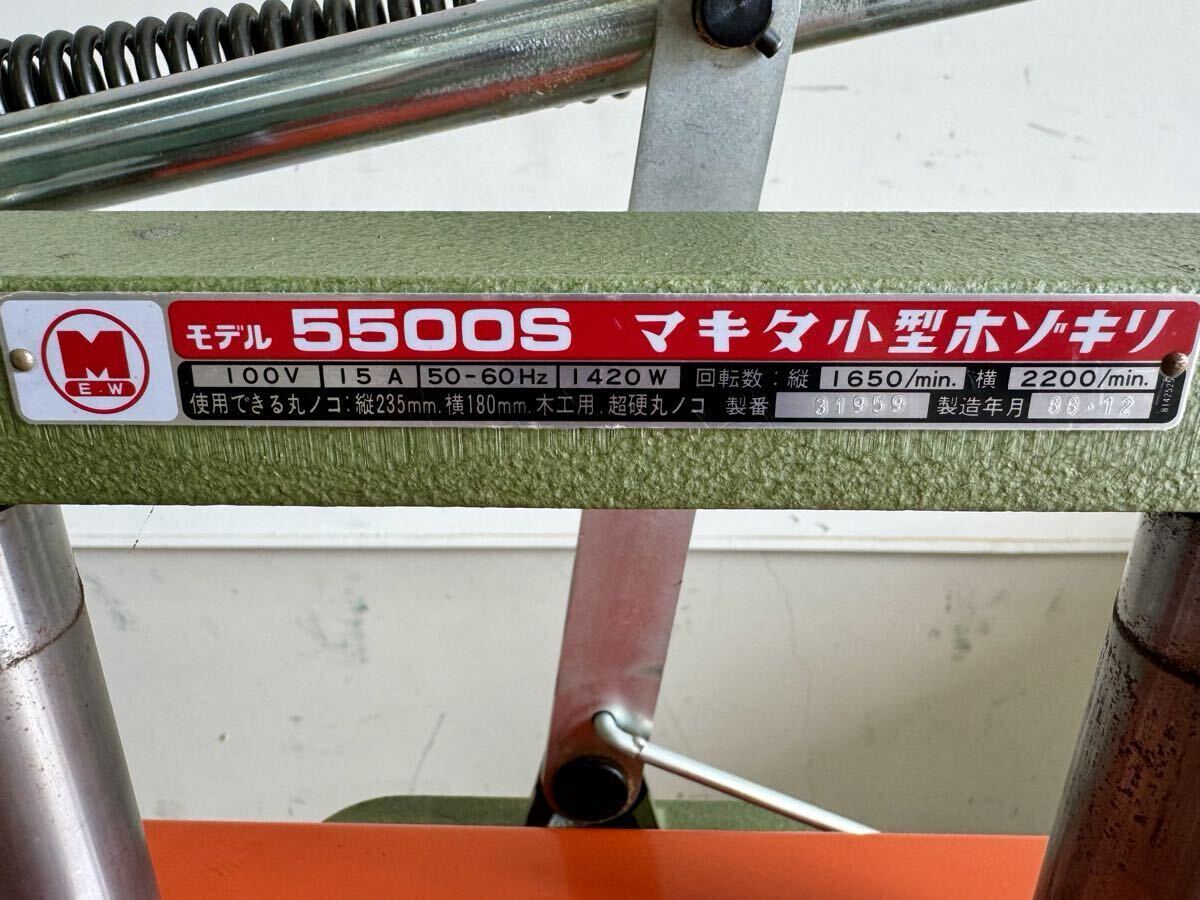 M
E.W
モデル 5500S マキタ小型ホゾキリ
100V 15A 50-60Hz 1420W 回転数：縦 1650/min. 横 2200/min.
使用できる丸ノコ：縦235mm. 横180mm. 木工用. 超硬丸ノコ 製番 31959 製造年月 88.12